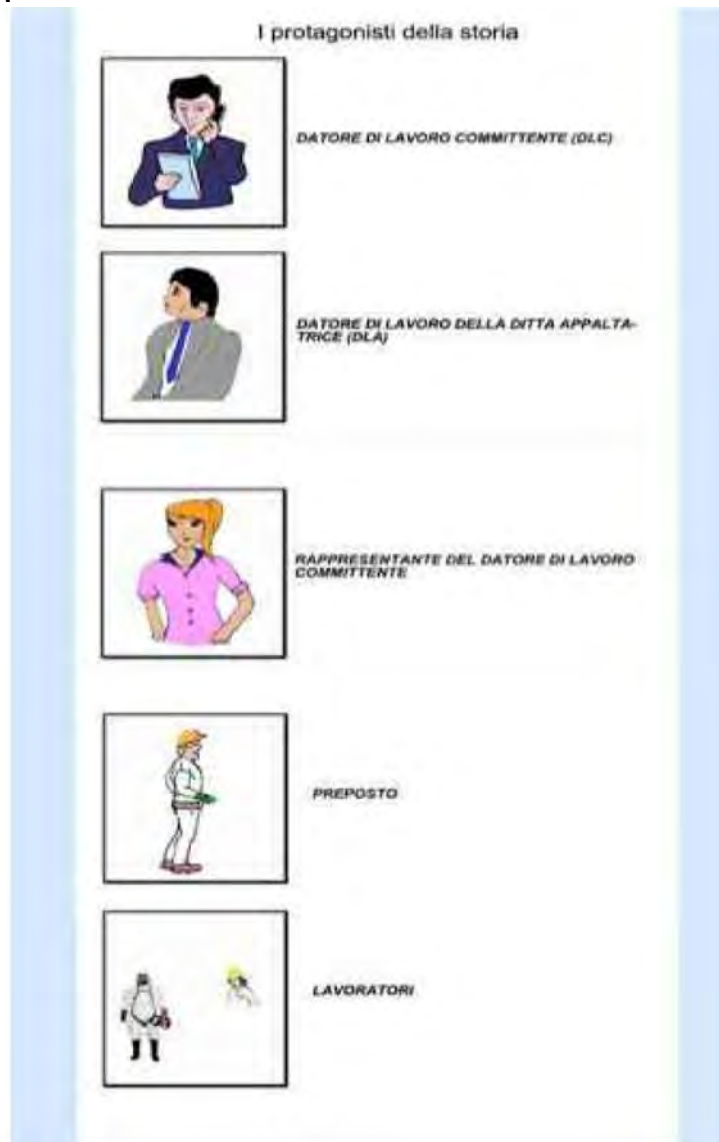 I protagonisti della storia
DATORE DI LAVORO COMMITTENTE (DLC)
DATORE DI LAVORO DELLA DITTA APPALTA-
TRICE (DLA)
RAPPRESENTANTE DEL DATORE DI LAVORO
COMMITTENTE
PREPOSTO
LAVORATORI